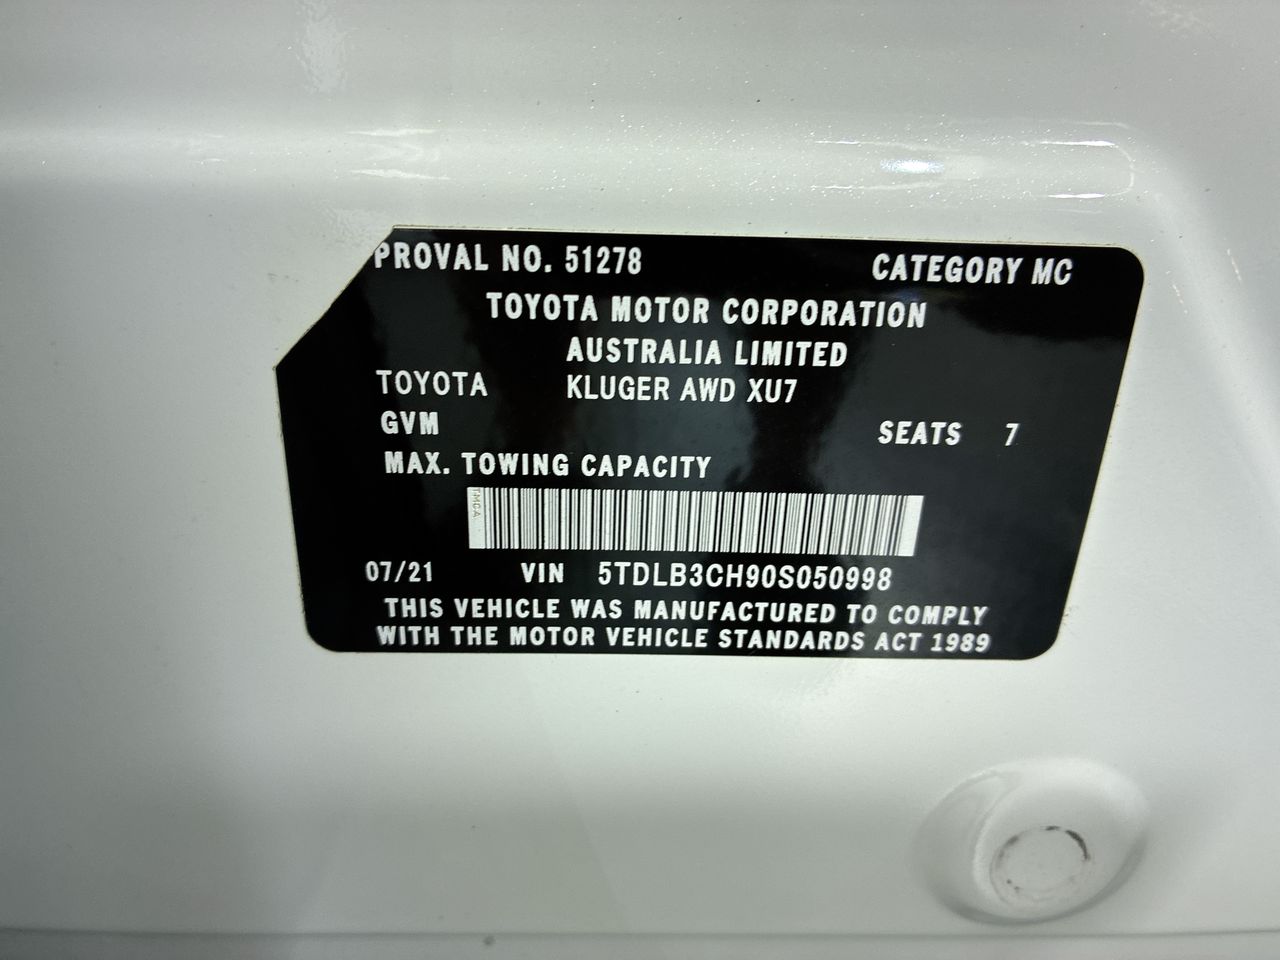 PROVAL NO. 51278 CATEGORY MC
TOYOTA MOTOR CORPORATION
AUSTRALIA LIMITED
TOYOTA KLUGER AWD XU7
GVM SEATS 7
MAX. TOWING CAPACITY
TMCA
07/21 VIN 5TDLB3CH90S050998
THIS VEHICLE WAS MANUFACTURED TO COMPLY
WITH THE MOTOR VEHICLE STANDARDS ACT 1989